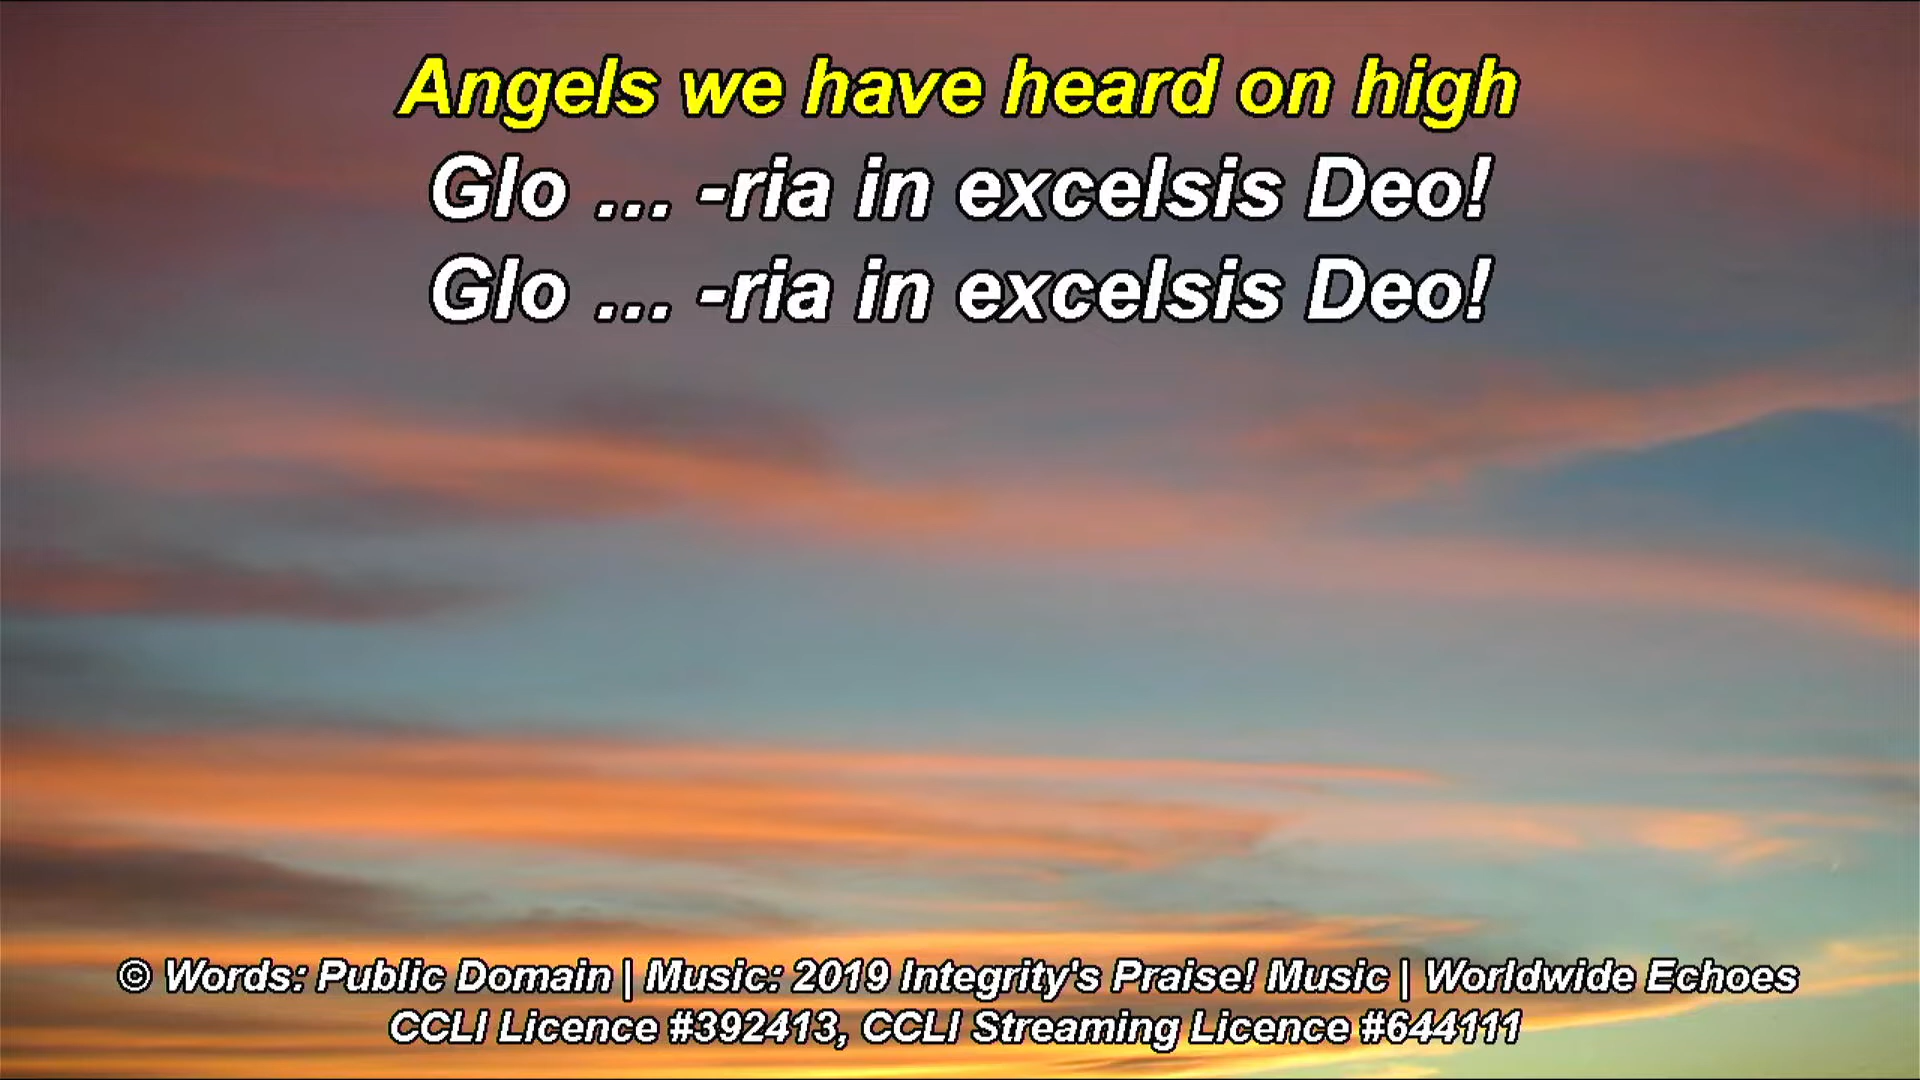 Angels we have heard on high
Glo ... -ria in excelsis Deo!
Glo ... -ria in excelsis Deo!
© Words: Public Domain | Music: 2019 Integrity's Praise! Music | Worldwide Echoes
CCLI Licence #392413, CCLI Streaming Licence #644111